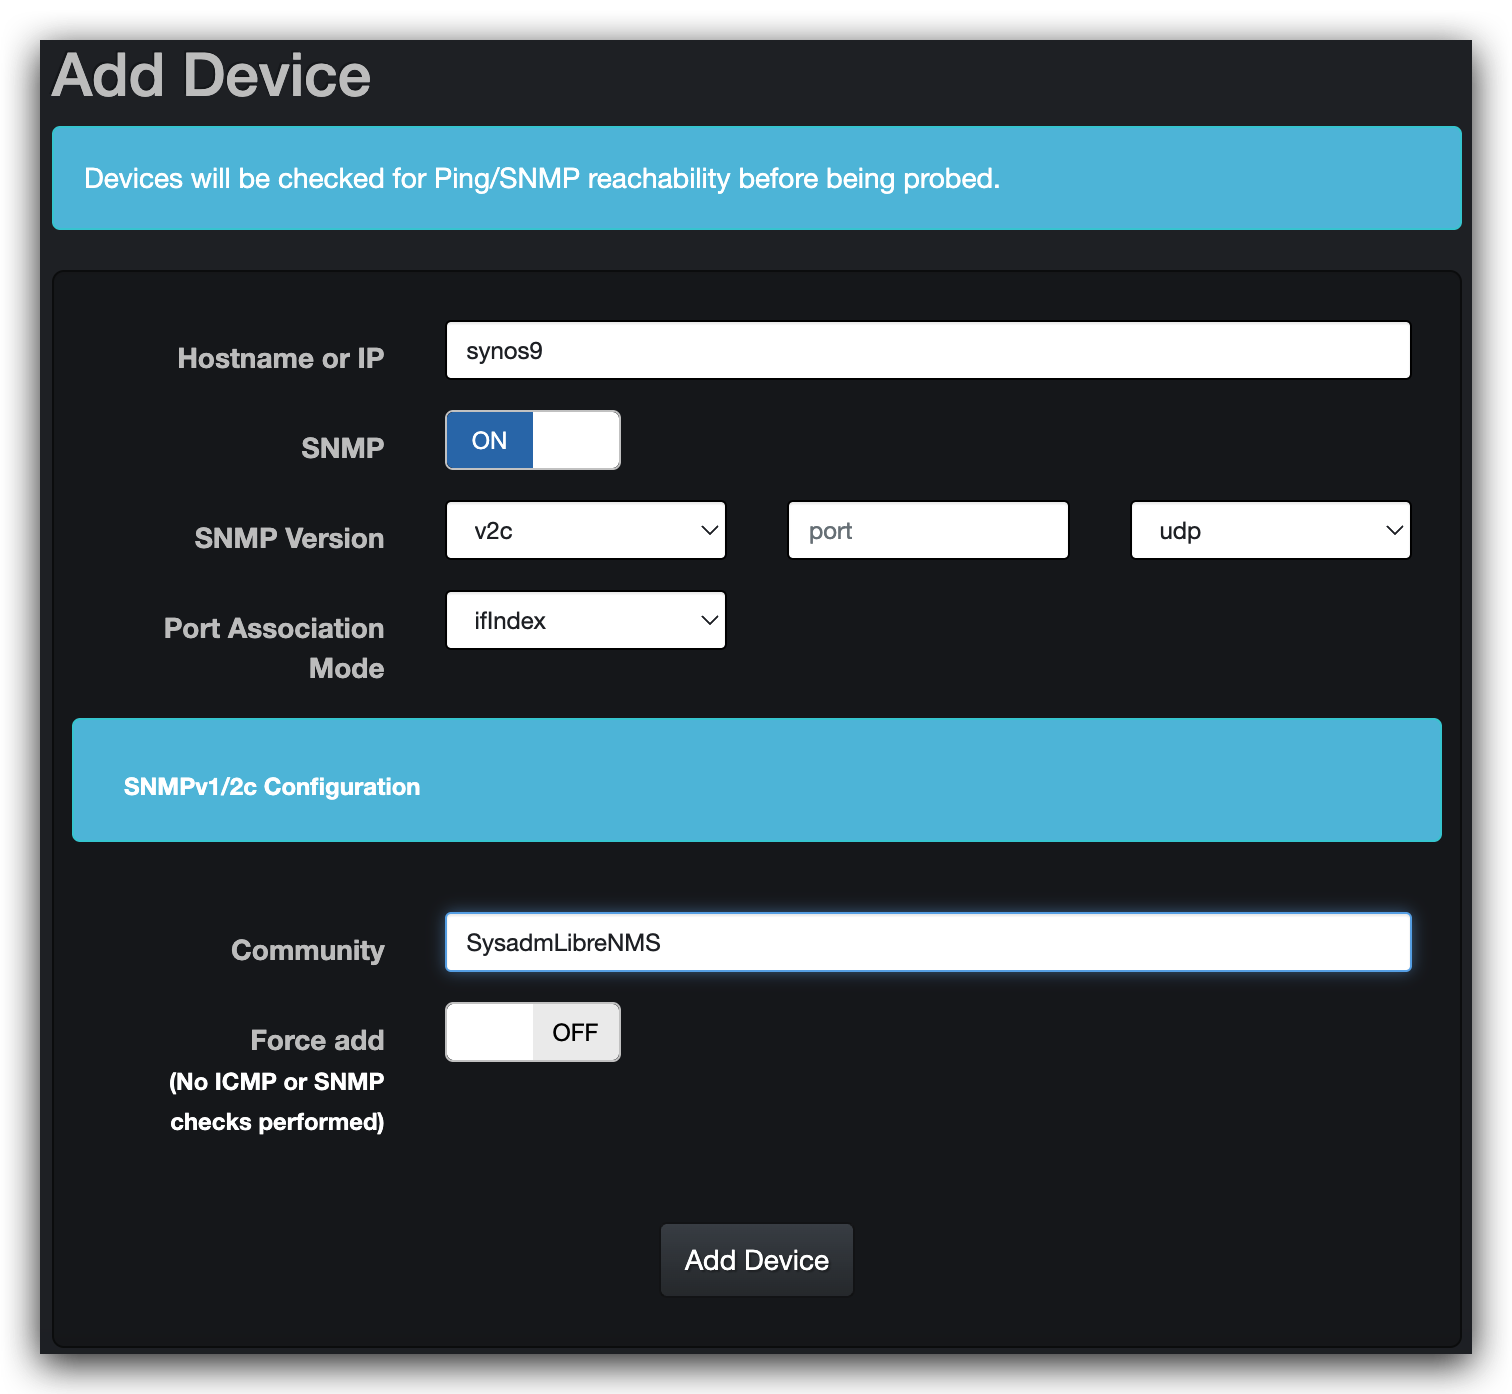 Add Device
Devices will be checked for Ping/SNMP reachability before being probed.
Hostname or IP
synos9
SNMP
ON
SNMP Version
v2c
port
udp
Port Association
Mode
ifIndex
SNMPv1/2c Configuration
Community
SysadmLibreNMS
Force add
(No ICMP or SNMP
checks performed)
OFF
Add Device